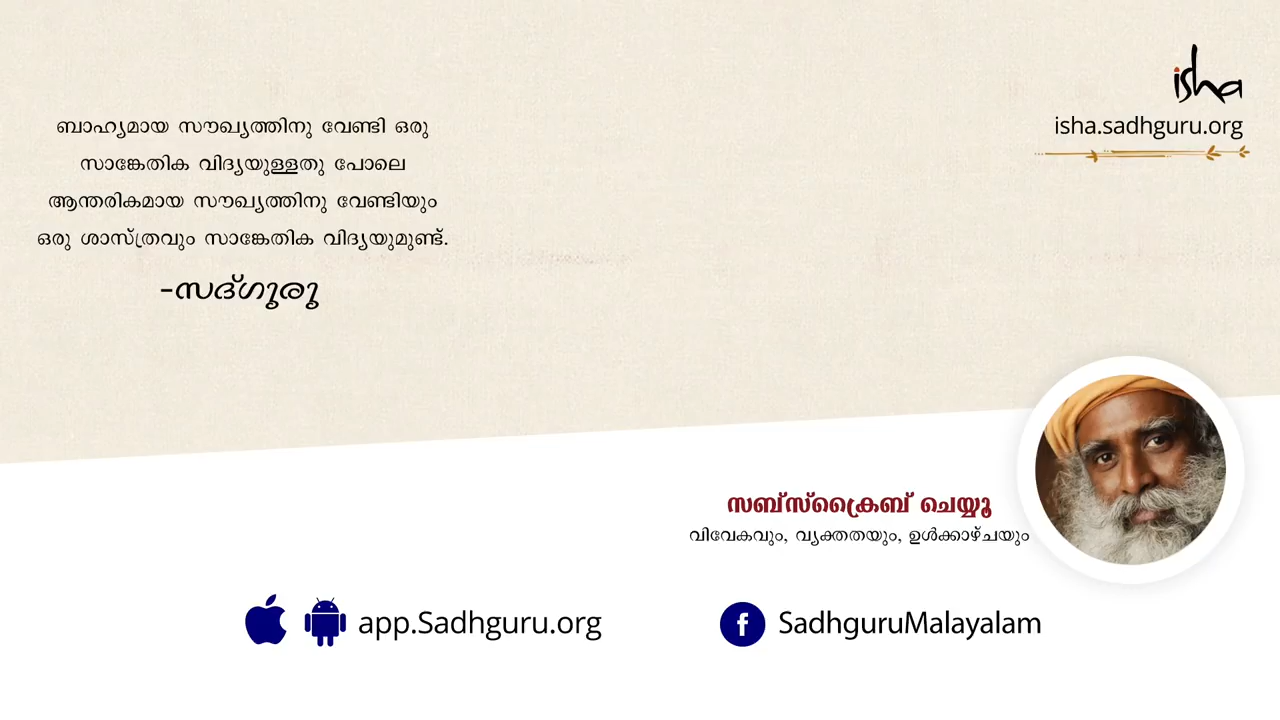 isha
isha.sadhguru.org
ബാഹ്യമായ സൗഖ്യത്തിനു വേണ്ടി ഒരു
സാങ്കേതിക വിദ്യയുള്ളതു പോലെ
ആന്തരികമായ സൗഖ്യത്തിനു വേണ്ടിയും
ഒരു ശാസ്ത്രവും സാങ്കേതിക വിദ്യയുമുണ്ട്.
-സദ്ഗുരു
സബ്സ്ക്രൈബ് ചെയ്യൂ
വിവേകവും, വ്യക്തതയും, ഉൾക്കാഴ്ചയും
app.Sadhguru.org
SadhguruMalayalam